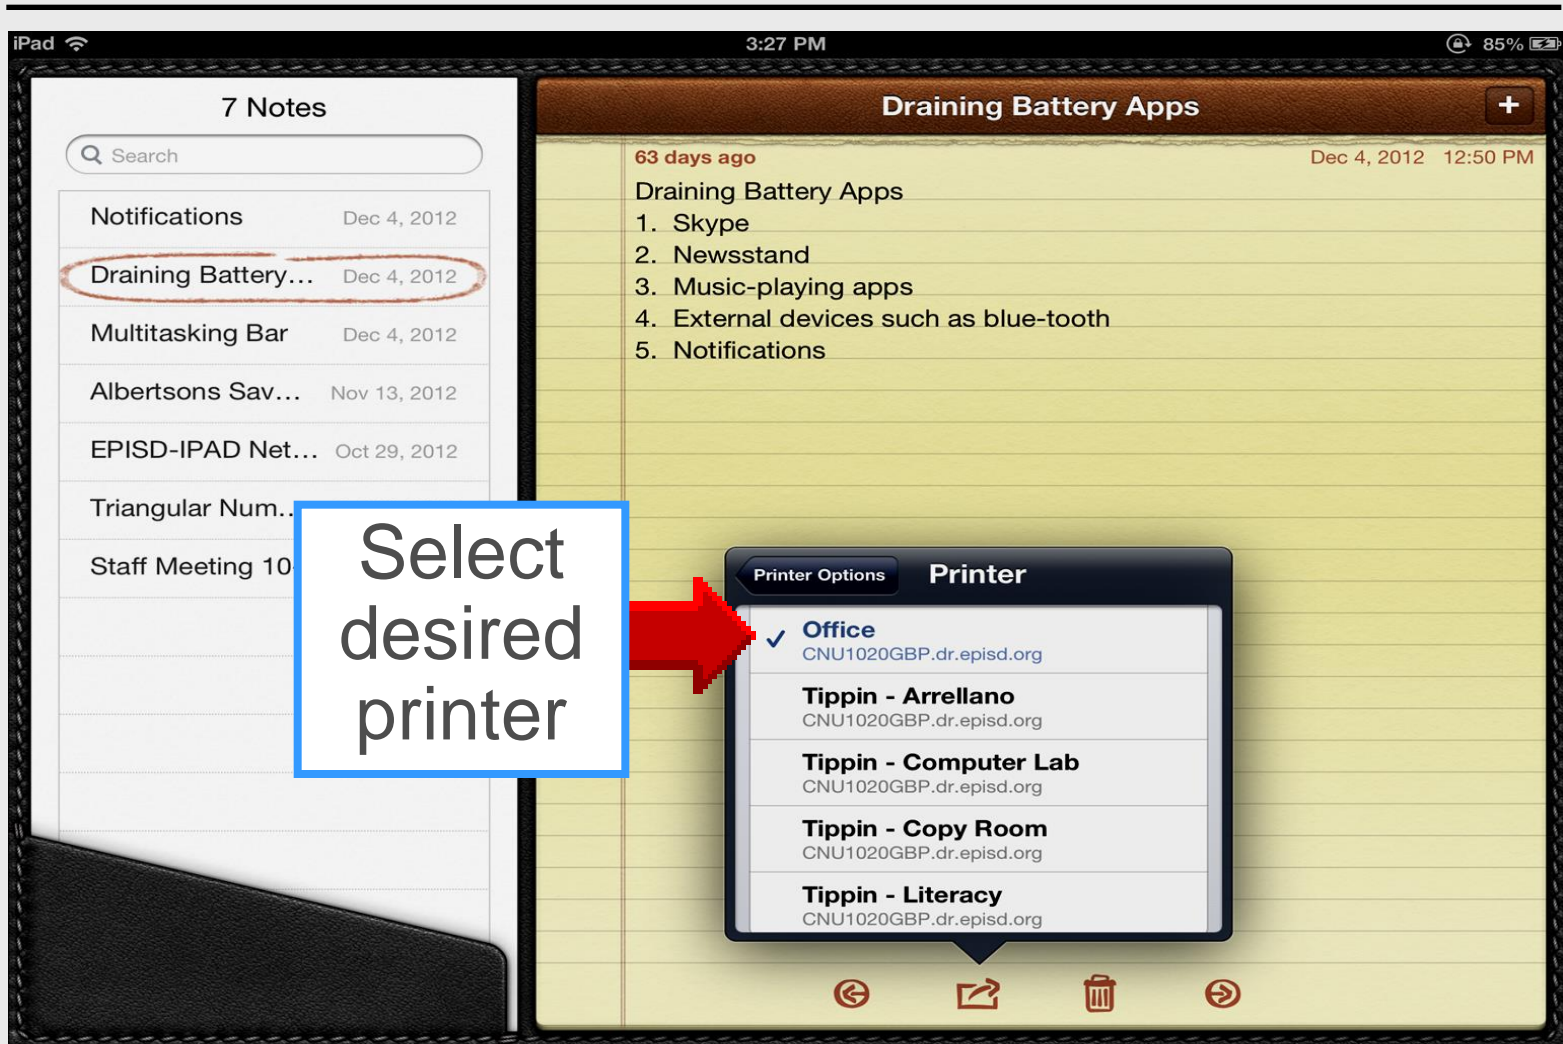 iPad
3:27 PM
85%
7 Notes
Search
Notifications Dec 4, 2012
Draining Battery... Dec 4, 2012
Multitasking Bar Dec 4, 2012
Albertsons Sav... Nov 13, 2012
EPISD-IPAD Net... Oct 29, 2012
Triangular Num..
Staff Meeting 10
Draining Battery Apps
+
63 days ago
Dec 4, 2012 12:50 PM
Draining Battery Apps
1. Skype
2. Newsstand
3. Music-playing apps
4. External devices such as blue-tooth
5. Notifications
Select
desired
printer
Printer Options
Printer
Office
CNU1020GBP.dr.episd.org
Tippin - Arrellano
CNU1020GBP.dr.episd.org
Tippin - Computer Lab
CNU1020GBP.dr.episd.org
Tippin - Copy Room
CNU1020GBP.dr.episd.org
Tippin - Literacy
CNU1020GBP.dr.episd.org